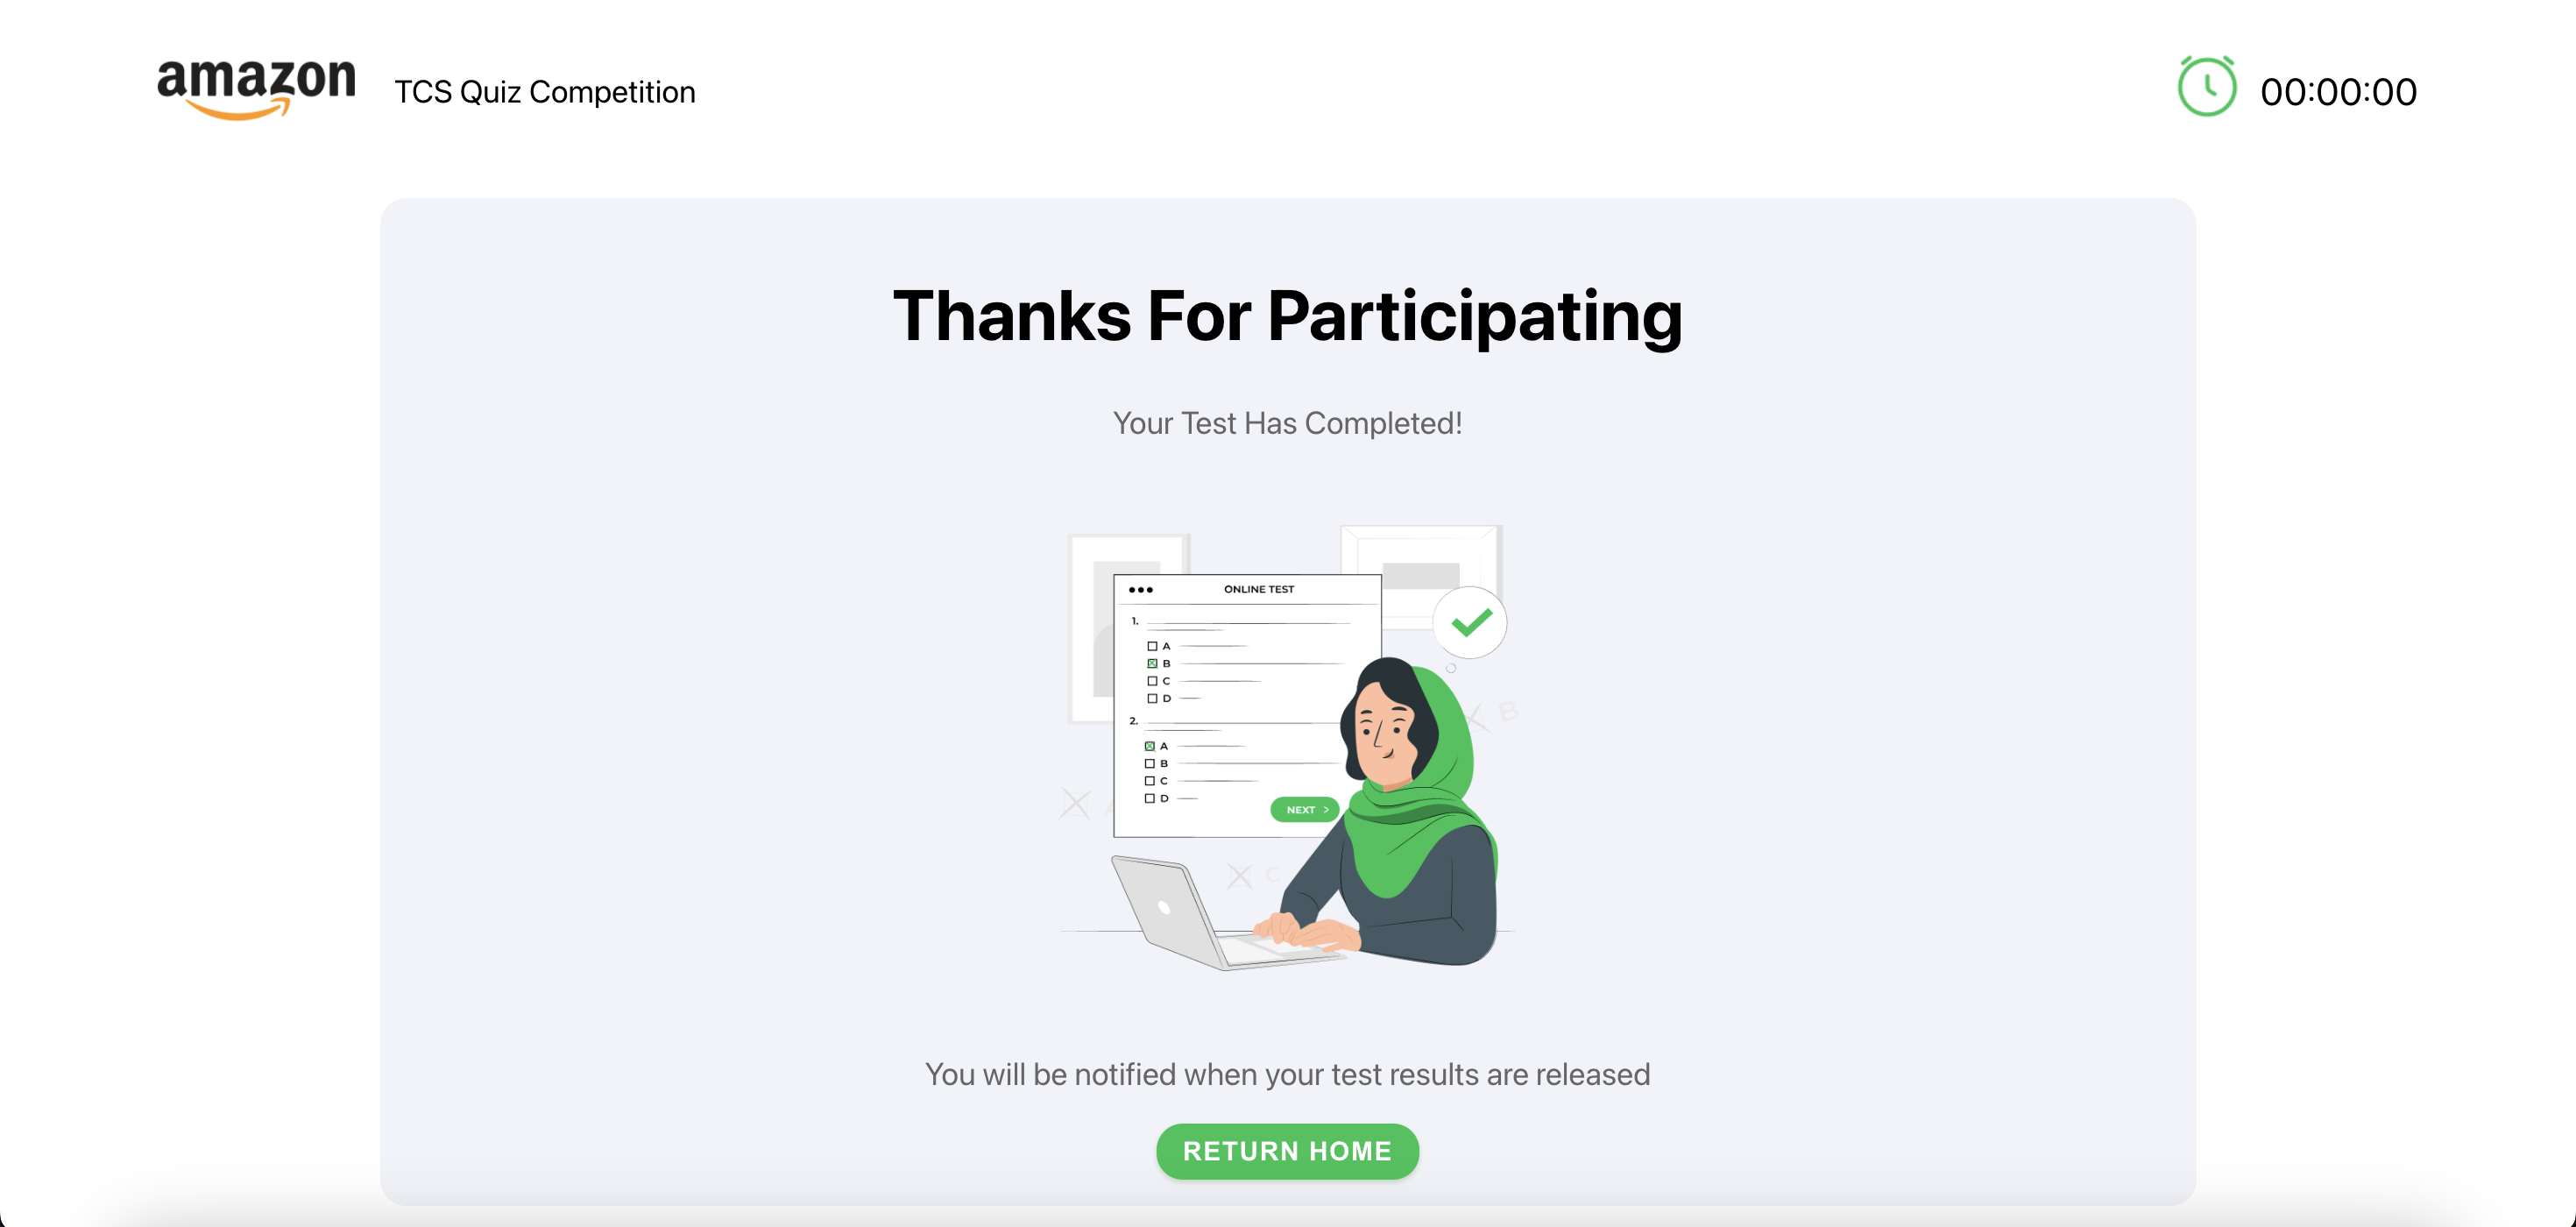 amazon
TCS Quiz Competition
00:00:00
Thanks For Participating
Your Test Has Completed!
ONLINE TEST
1.
A
B
C
D
2.
A
B
C
D
NEXT >
B
A
C
You will be notified when your test results are released
RETURN HOME